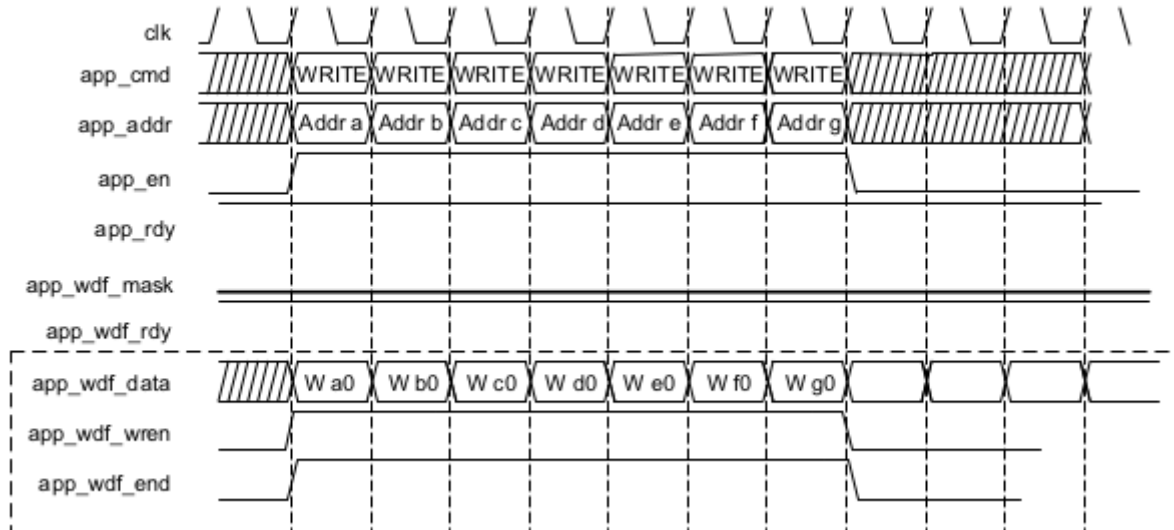 clk
app_cmd WRITE WRITE WRITE WRITE WRITE WRITE WRITE
app_addr Addr a Addr b Addr c Addr d Addr e Addr f Addr g
app_en
app_rdy
app_wdf_mask
app_wdf_rdy
app_wdf_data W a0 W b0 W c0 W d0 W e0 W f0 W g0
app_wdf_wren
app_wdf_end